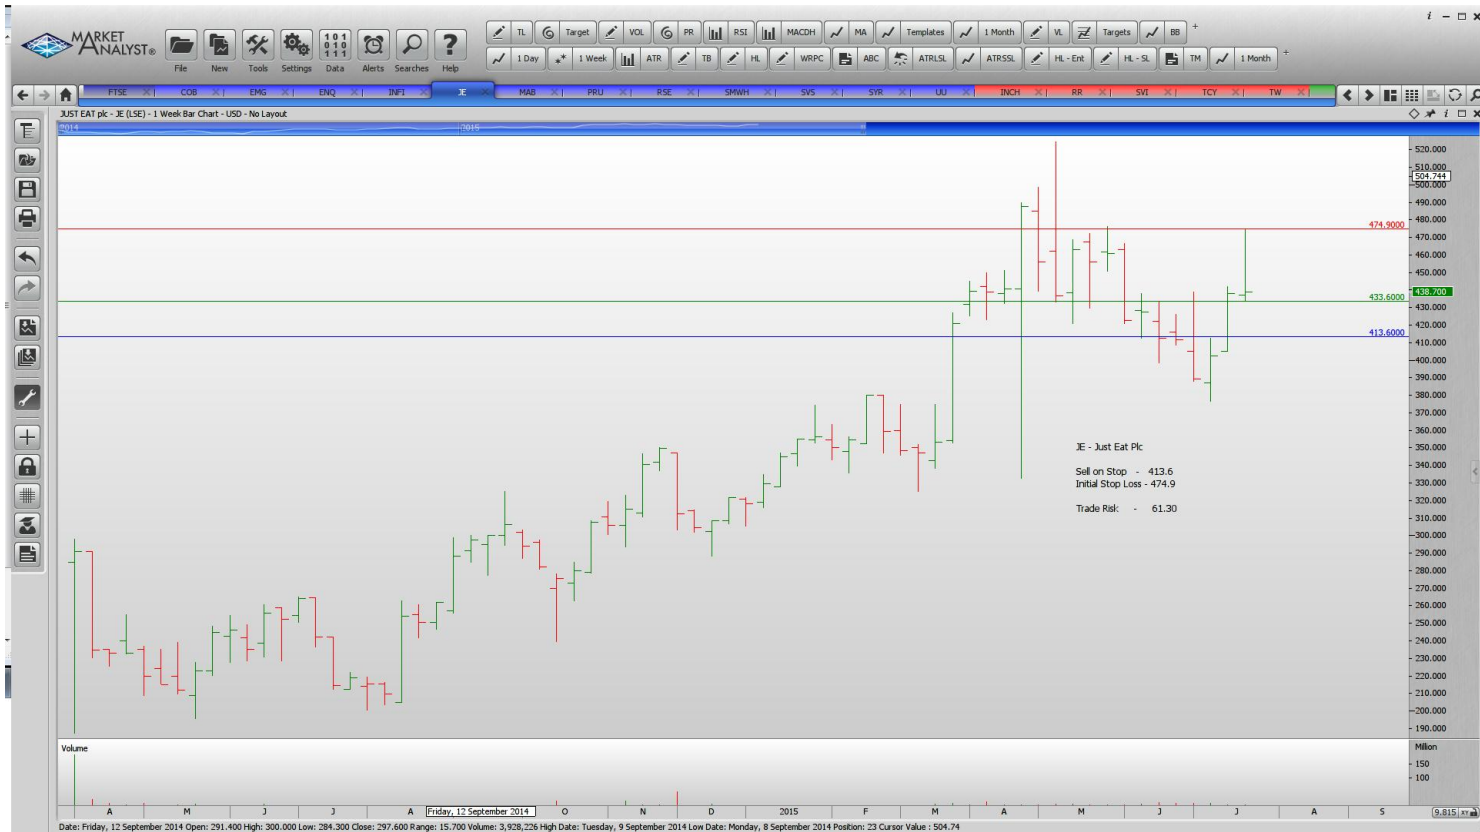 MARKET
ANALYST®
File New Tools Settings Data Alerts Searches Help
101
010
111
TL Target VOL PR RSI MACDH MA Templates 1 Month VL Targets BB +
1 Day 1 Week ATR TB HL WRPC ABC ATRLSL ATRSSL HL - Ent HL - SL TM 1 Month +
FTSE COB EMG ENQ INFI JE MAB PRU RSE SMWH SVS SYR UU INCH RR SVI TCY TW
JUST EAT plc - JE (LSE) - 1 Week Bar Chart - USD - No Layout
2014 2015
520.000
510.000
504.744
500.000
490.000
480.000
474.9000
470.000
460.000
450.000
438.700
433.6000
430.000
420.000
413.6000
410.000
400.000
390.000
380.000
370.000
360.000
350.000
JE - Just Eat Plc
340.000
Sell on Stop - 413.6
Initial Stop Loss - 474.9
330.000
320.000
Trade Risk - 61.30
310.000
300.000
290.000
280.000
270.000
260.000
250.000
240.000
230.000
220.000
210.000
200.000
190.000
Volume
Million
150
100
A M J J A Friday, 12 September 2014 O N D 2015 F M A M J J A S 9.815 XY
Date: Friday, 12 September 2014 Open: 291.400 High: 300.000 Low: 284.300 Close: 297.600 Range: 15.700 Volume: 3,928,226 High Date: Tuesday, 9 September 2014 Low Date: Monday, 8 September 2014 Position: 23 Cursor Value : 504.74